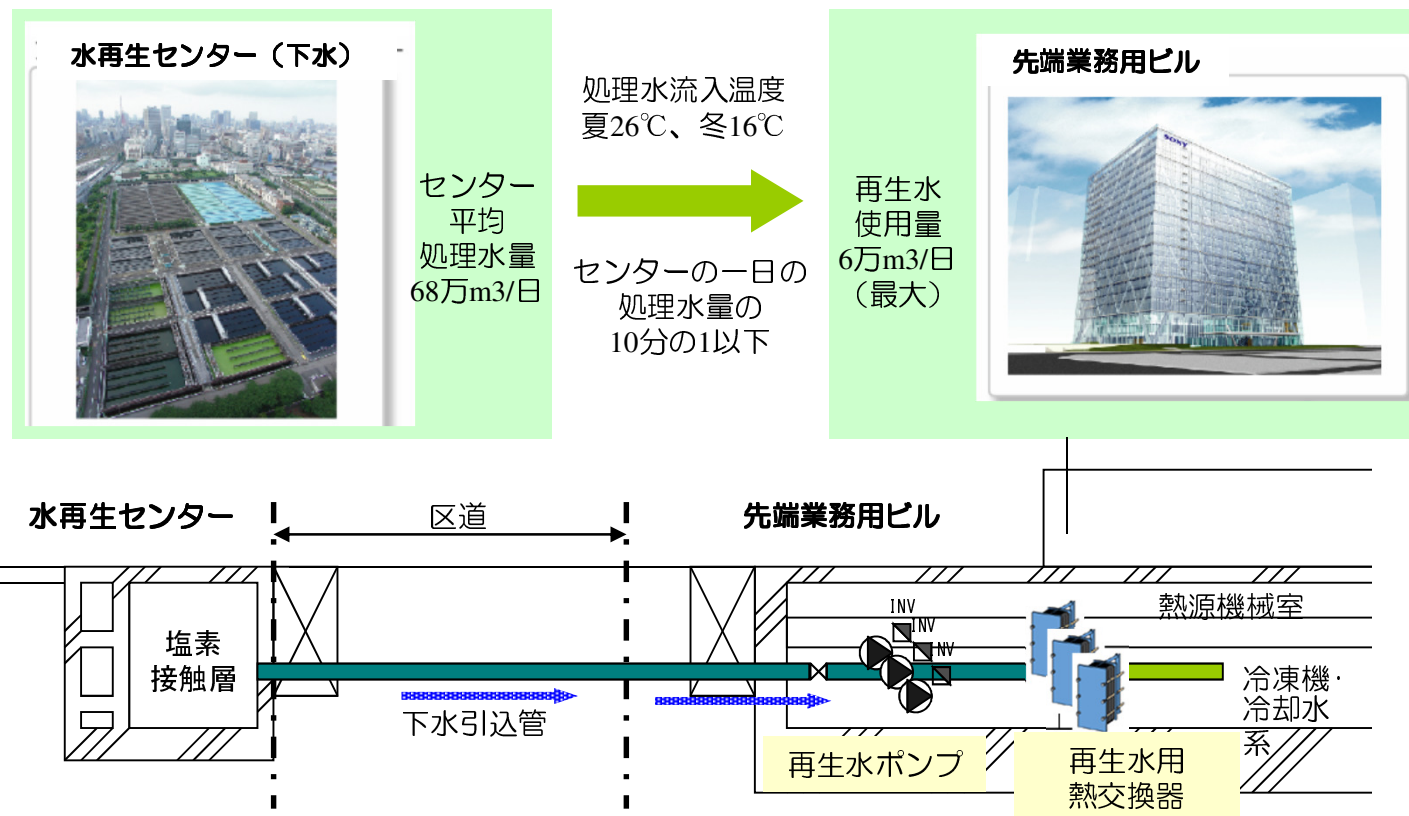 水再生センター（下水）
センター
平均
処理水量
68万m3/日
処理水流入温度
夏26℃、冬16℃
センターの一日の
処理水量の
10分の1以下
先端業務用ビル
SONY
再生水
使用量
6万m3/日
（最大）
水再生センター
区道
先端業務用ビル
塩素
接触層
下水引込管
INV
INV
INV
熱源機械室
冷凍機・
冷却水
系
再生水ポンプ
再生水用
熱交換器